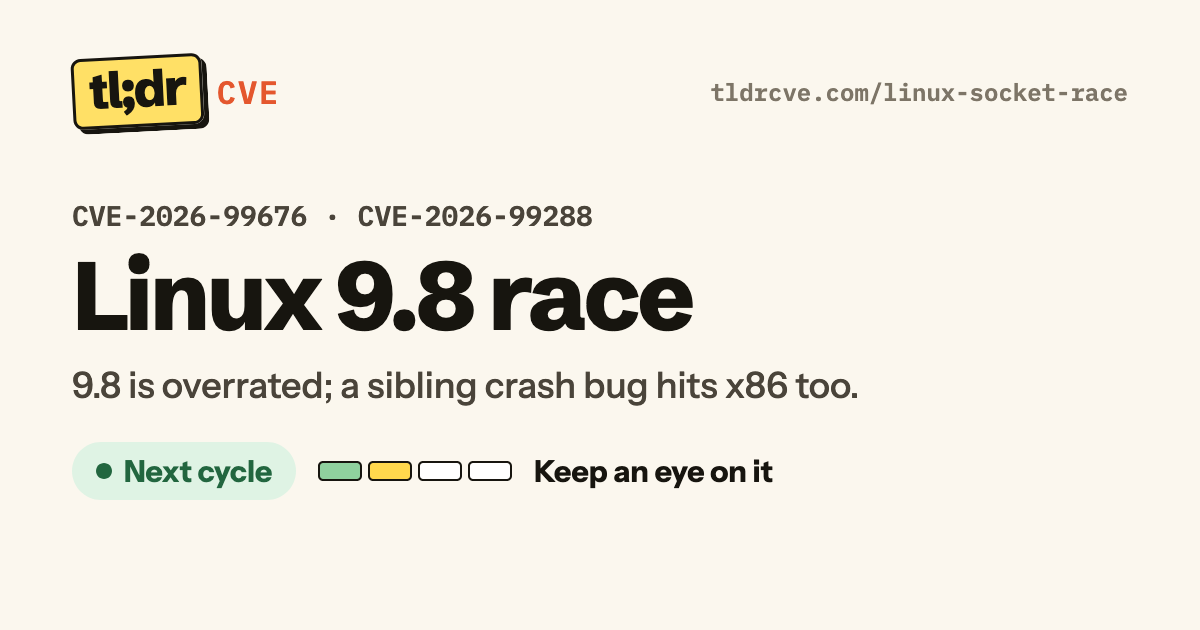 tl;dr CVE
tldrcve.com/linux-socket-race
CVE-2026-99676 · CVE-2026-99288
Linux 9.8 race
9.8 is overrated; a sibling crash bug hits x86 too.
Next cycle
Keep an eye on it